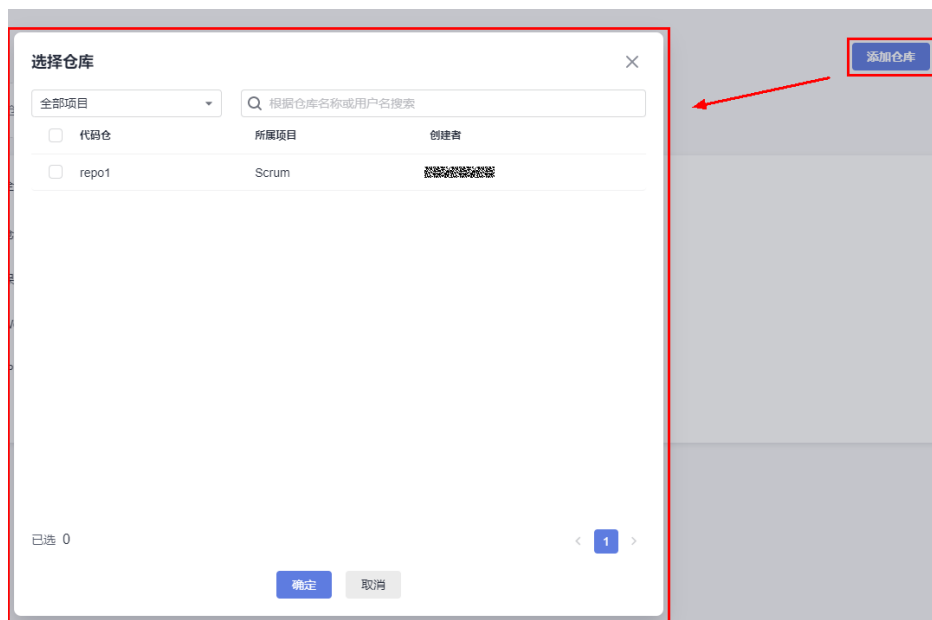 添加仓库
选择仓库
全部项目
根据仓库名称或用户名搜索
代码仓 所属项目 创建者
repo1 Scrum
已选 0
1
确定 取消